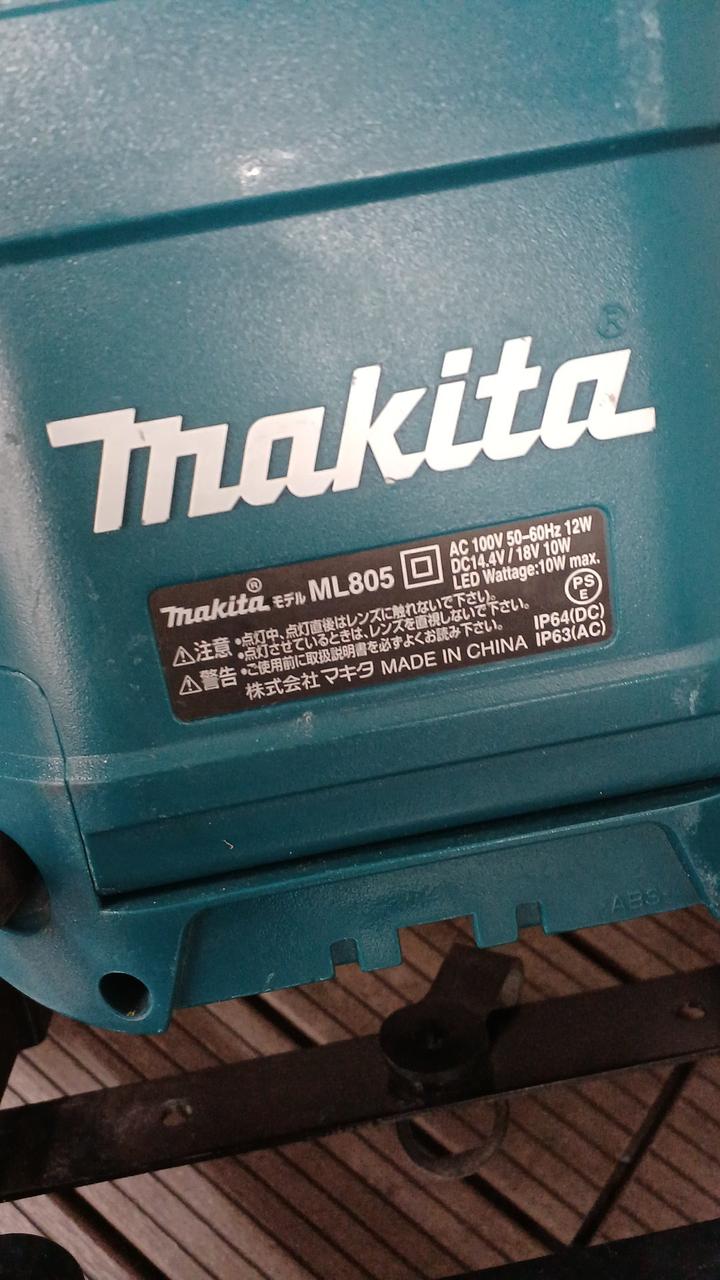 ®
makita
makita® モデル ML805
AC 100V 50-60Hz 12W
DC14.4V / 18V 10W
LED Wattage:10W max.
⚠注意 •点灯中、点灯直後はレンズに触れないで下さい。
•点灯させているときは、レンズを直視しないで下さい。
⚠警告 •ご使用前に取扱説明書を必ずよくお読み下さい。
PS
E
IP64(DC)
IP63(AC)
株式会社マキタ MADE IN CHINA
ABS